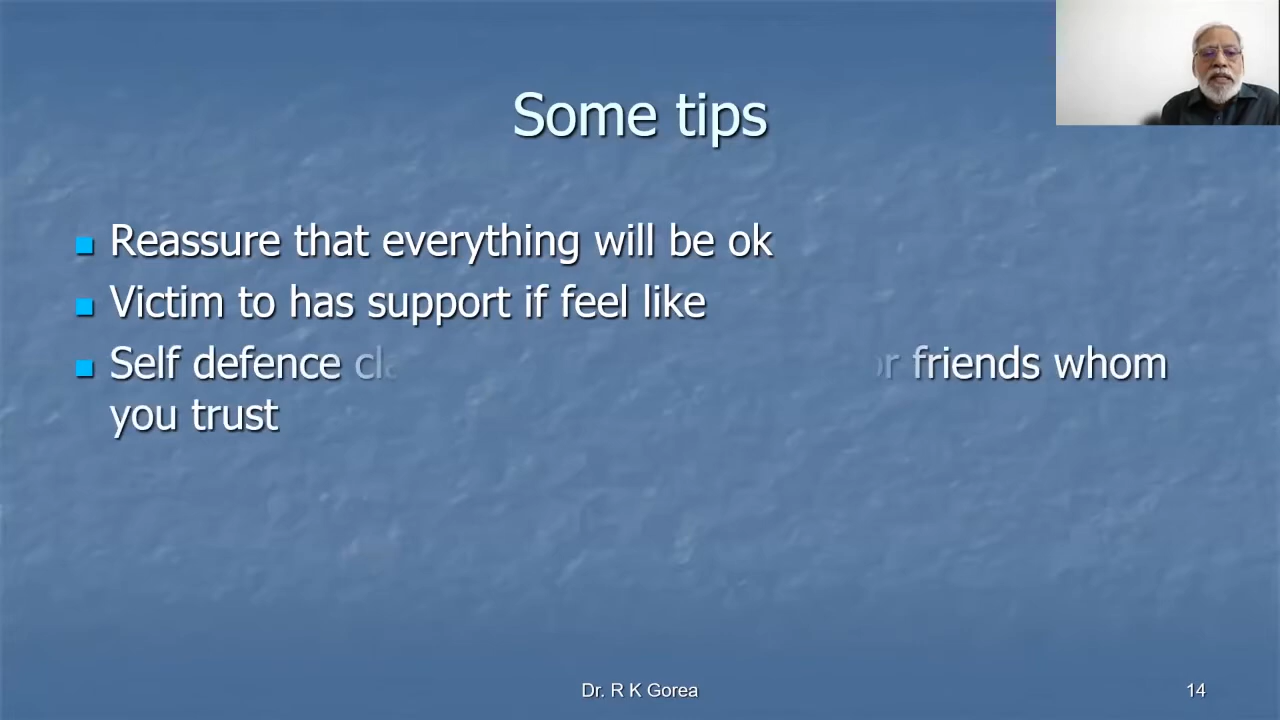 Some tips
Reassure that everything will be ok
Victim to has support if feel like
Self defence friends whom
you trust
Dr. R K Gorea
14